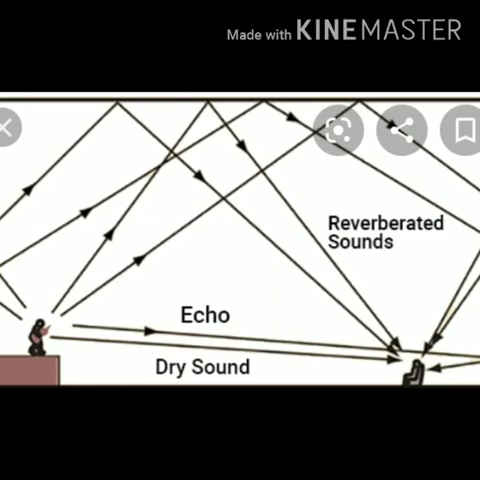 Made with KINEMASTER
Reverberated
Sounds
Echo
Dry Sound